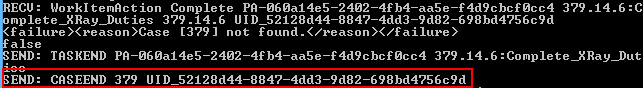 RECU: WorkItemAction Complete PA-060a14e5-2402-4fb4-aa5e-f4d9cbcf0cc4 379.14.6:C
omplete_XRay_Duties 379.14.6 UID_52128d44-8847-4dd3-9d82-698bd4756c9d
<failure><reason>Case [379] not found.</reason></failure>
false
SEND: TASKEND PA-060a14e5-2402-4fb4-aa5e-f4d9cbcf0cc4 379.14.6:Complete_XRay_Dut
ies
SEND: CASEEND 379 UID_52128d44-8847-4dd3-9d82-698bd4756c9d